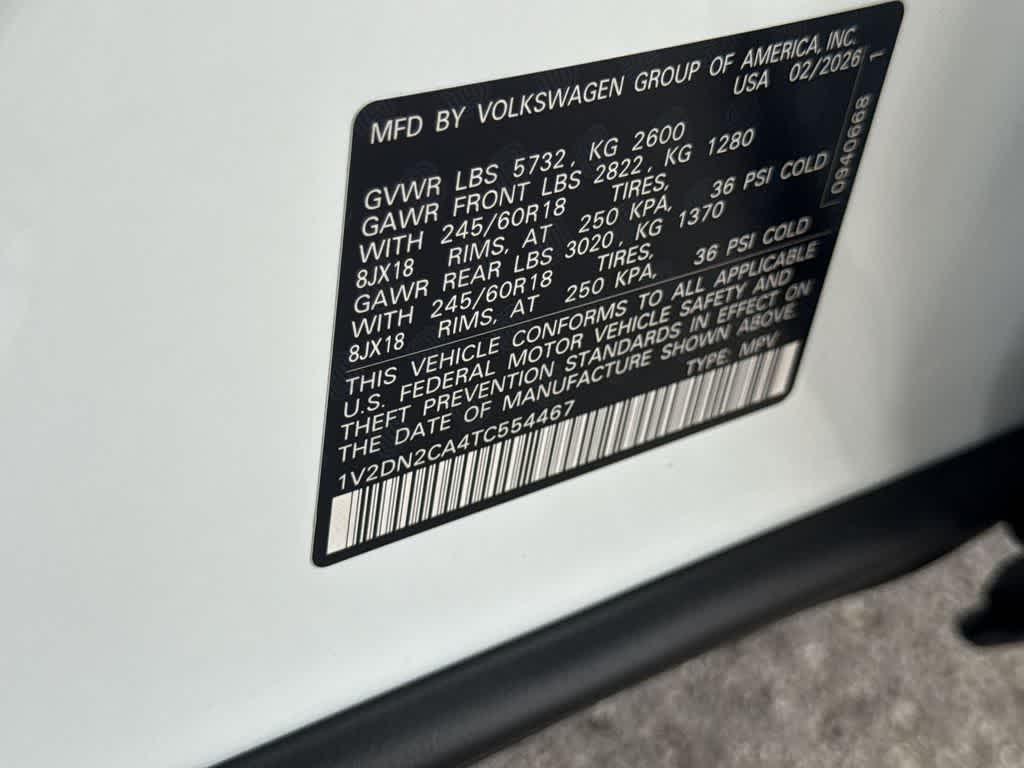 MFD BY VOLKSWAGEN GROUP OF AMERICA, INC.
USA 02/2026 1
GVWR LBS 5732, KG 2600
GAWR FRONT LBS 2822, KG 1280
WITH 245/60R18 TIRES,
8JX18 RIMS, AT 250 KPA, 36 PSI COLD
GAWR REAR LBS 3020, KG 1370
WITH 245/60R18 TIRES,
8JX18 RIMS, AT 250 KPA, 36 PSI COLD
THIS VEHICLE CONFORMS TO ALL APPLICABLE
U.S. FEDERAL MOTOR VEHICLE SAFETY AND
THEFT PREVENTION STANDARDS IN EFFECT ON
THE DATE OF MANUFACTURE SHOWN ABOVE.
1V2DN2CA4TC554467 TYPE: MPV
0940668